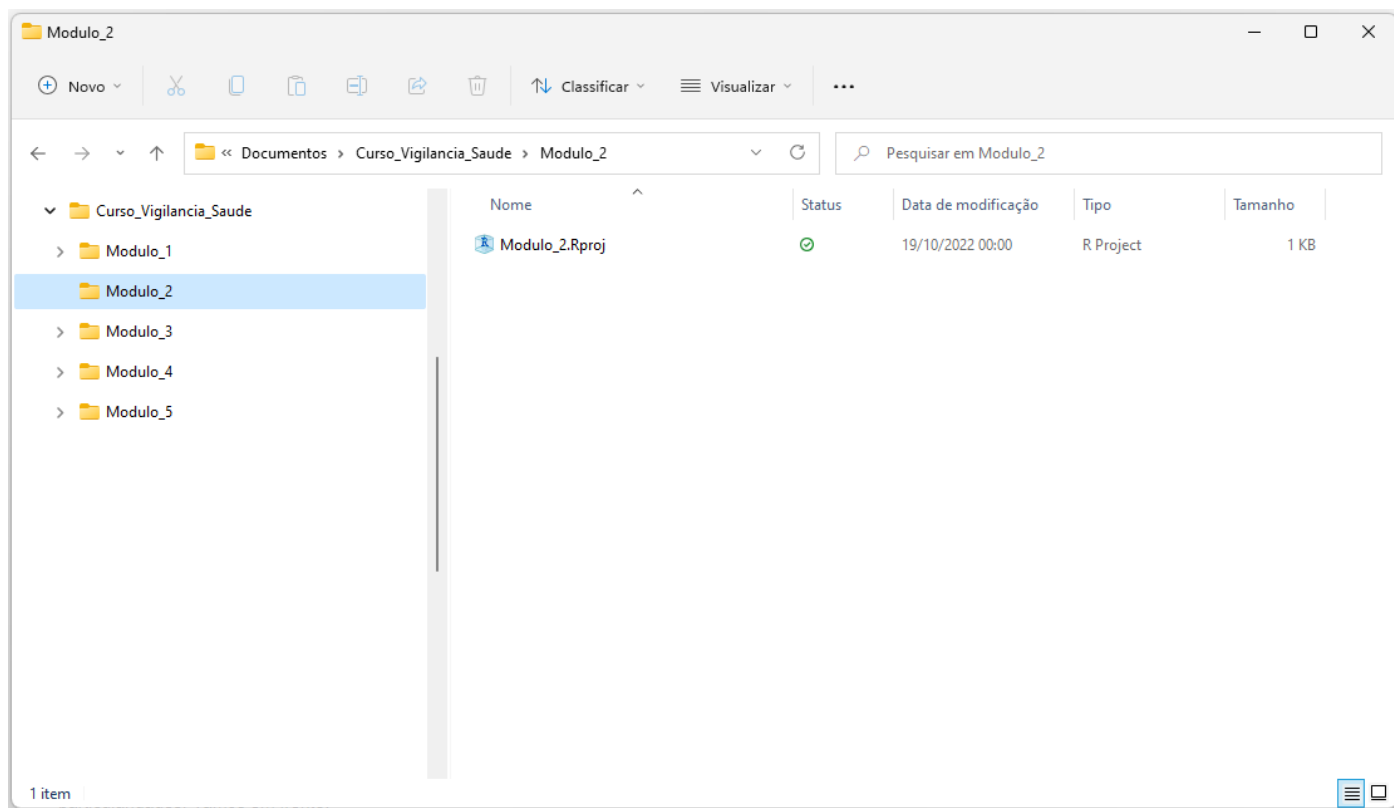 Modulo_2
Novo Classificar Visualizar ...
« Documentos > Curso_Vigilancia_Saude > Modulo_2 Pesquisar em Modulo_2
Curso_Vigilancia_Saude
Modulo_1
Modulo_2
Modulo_3
Modulo_4
Modulo_5
Nome Status Data de modificação Tipo Tamanho
Modulo_2.Rproj 19/10/2022 00:00 R Project 1 KB
1 item